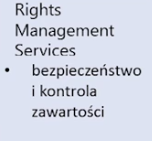 Rights
Management
Services
• bezpieczeństwo
i kontrola
zawartości